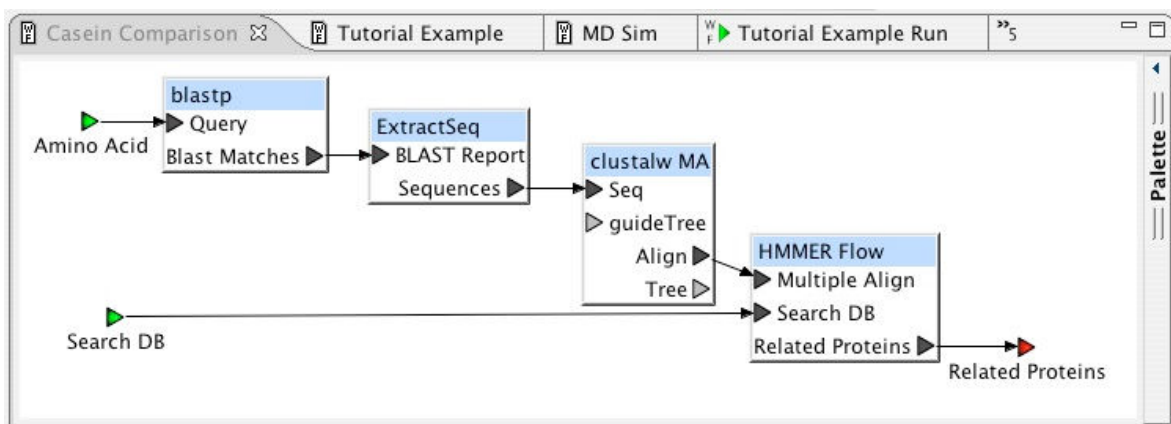 Casein Comparison
Tutorial Example
MD Sim
Tutorial Example Run
»5
blastp
Query
Blast Matches
Amino Acid
ExtractSeq
BLAST Report
Sequences
clustalw MA
Seq
guideTree
Align
Tree
HMMER Flow
Multiple Align
Search DB
Related Proteins
Search DB
Related Proteins
Palette